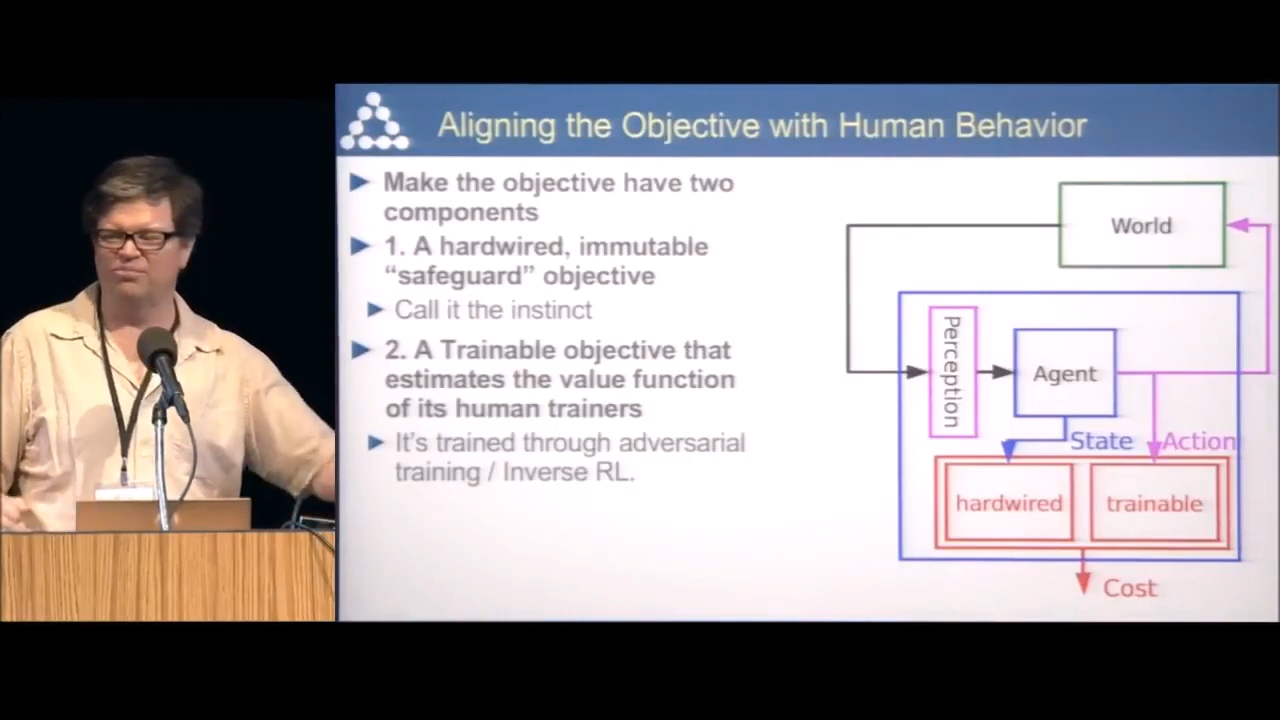 Aligning the Objective with Human Behavior
Make the objective have two
components
1. A hardwired, immutable
“safeguard” objective
Call it the instinct
2. A Trainable objective that
estimates the value function
of its human trainers
It's trained through adversarial
training / Inverse RL.
World
Perception
Agent
State
Action
hardwired
trainable
Cost